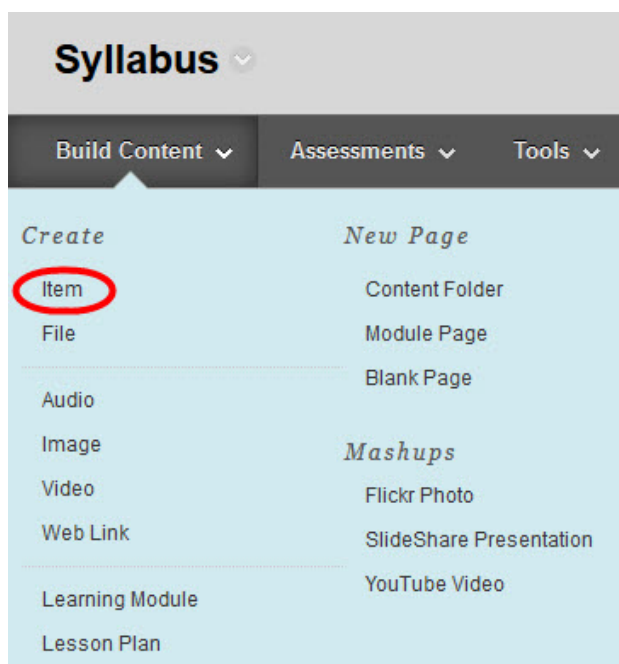 Syllabus
Build Content
Assessments
Tools
Create
Item
File
Audio
Image
Video
Web Link
Learning Module
Lesson Plan
New Page
Content Folder
Module Page
Blank Page
Mashups
Flickr Photo
SlideShare Presentation
YouTube Video